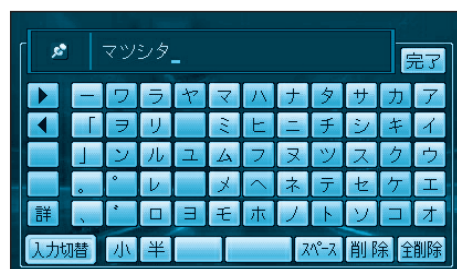 マツシタ_
完了
ー ワ ラ ヤ マ ハ ナ タ サ カ ア
「 ヲ リ ミ ヒ ニ チ シ キ イ
」 ン ル ユ ム フ ヌ ツ ス ク ウ
。 ゜ レ メ ヘ ネ テ セ ケ エ
詳 、 ゛ ロ ヨ モ ホ ノ ト ソ コ オ
入力切替 小 半 スペース 削除 全削除